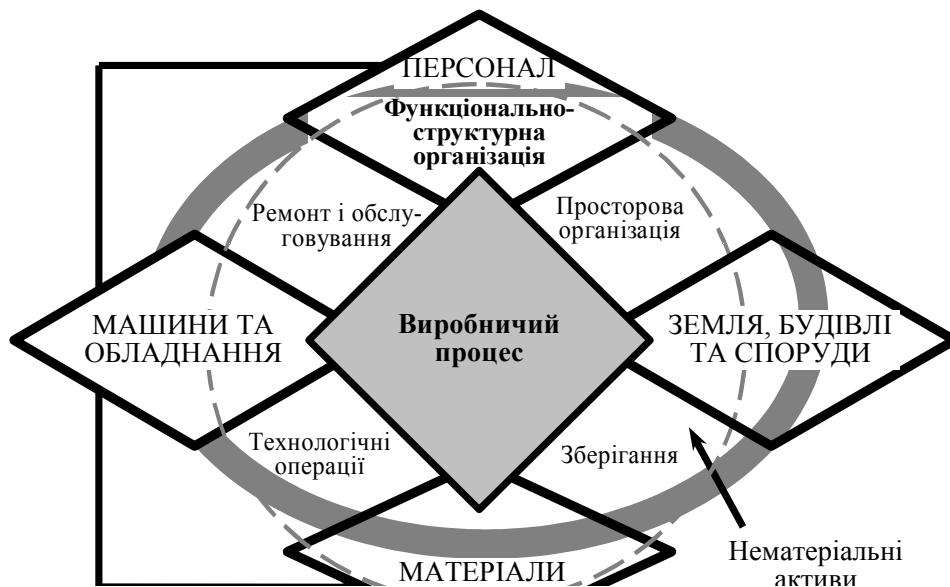 ПЕРСОНАЛ
Функціонально-
структурна
організація
Ремонт і обслу-
говування
Просторова
організація
МАШИНИ ТА
ОБЛАДНАННЯ
Виробничий
процес
ЗЕМЛЯ, БУДІВЛІ
ТА СПОРУДИ
Технологічні
операції
Зберігання
Нематеріальні
активи
МАТЕРІАЛИ